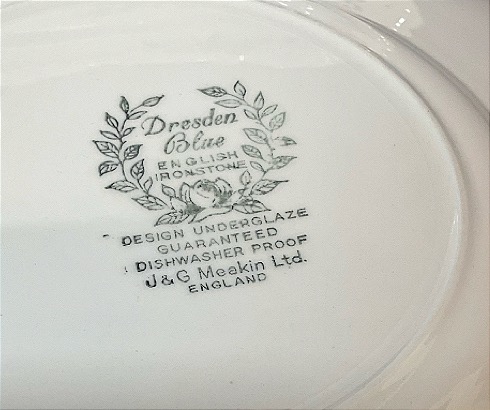 Dresden
Blue
ENGLISH
IRONSTONE
DESIGN UNDERGLAZE
GUARANTEED
DISHWASHER PROOF
J&G Meakin Ltd.
ENGLAND